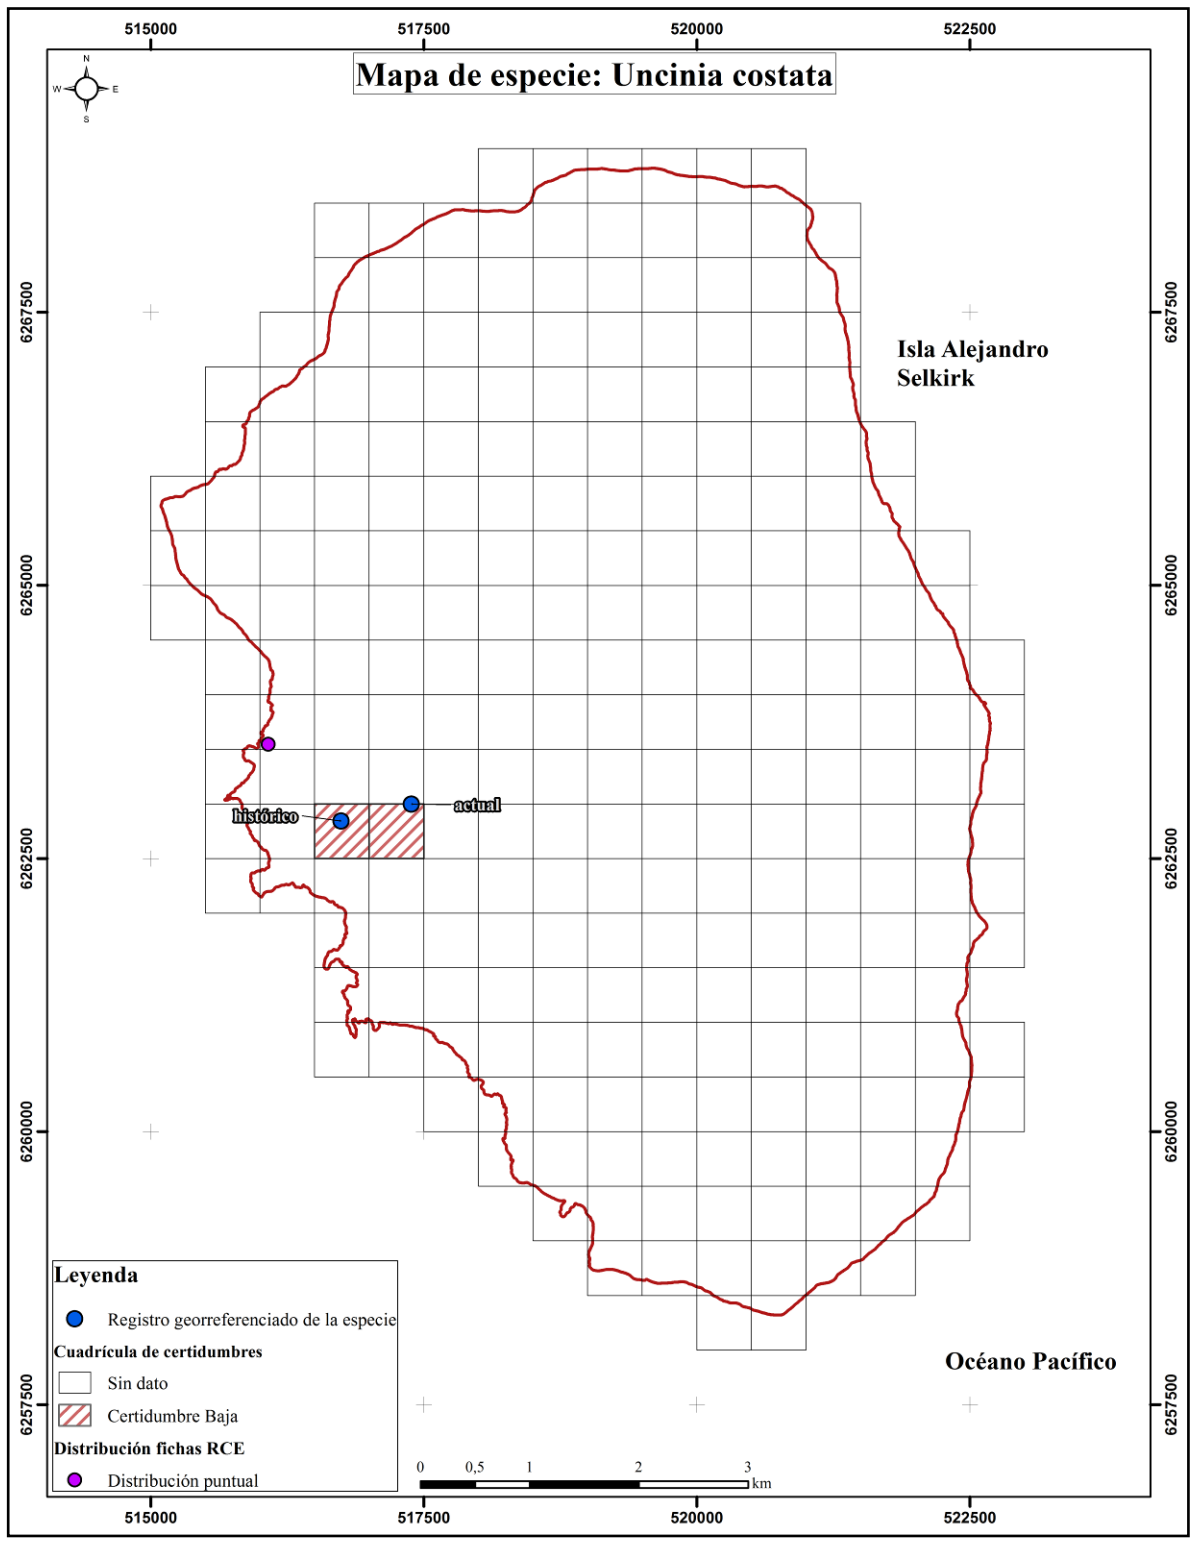 515000 517500 520000 522500
Mapa de especie: Uncinia costata
N
W E
S
6267500 6267500
Isla Alejandro
Selkirk
6265000 6265000
actual
histórico
6262500 6262500
6260000 6260000
Leyenda
Registro georreferenciado de la especie
Cuadrícula de certidumbres
Sin dato
Certidumbre Baja
Distribución fichas RCE
Distribución puntual
Océano Pacífico
6257500 6257500
0 0,5 1 2 3
km
515000 517500 520000 522500